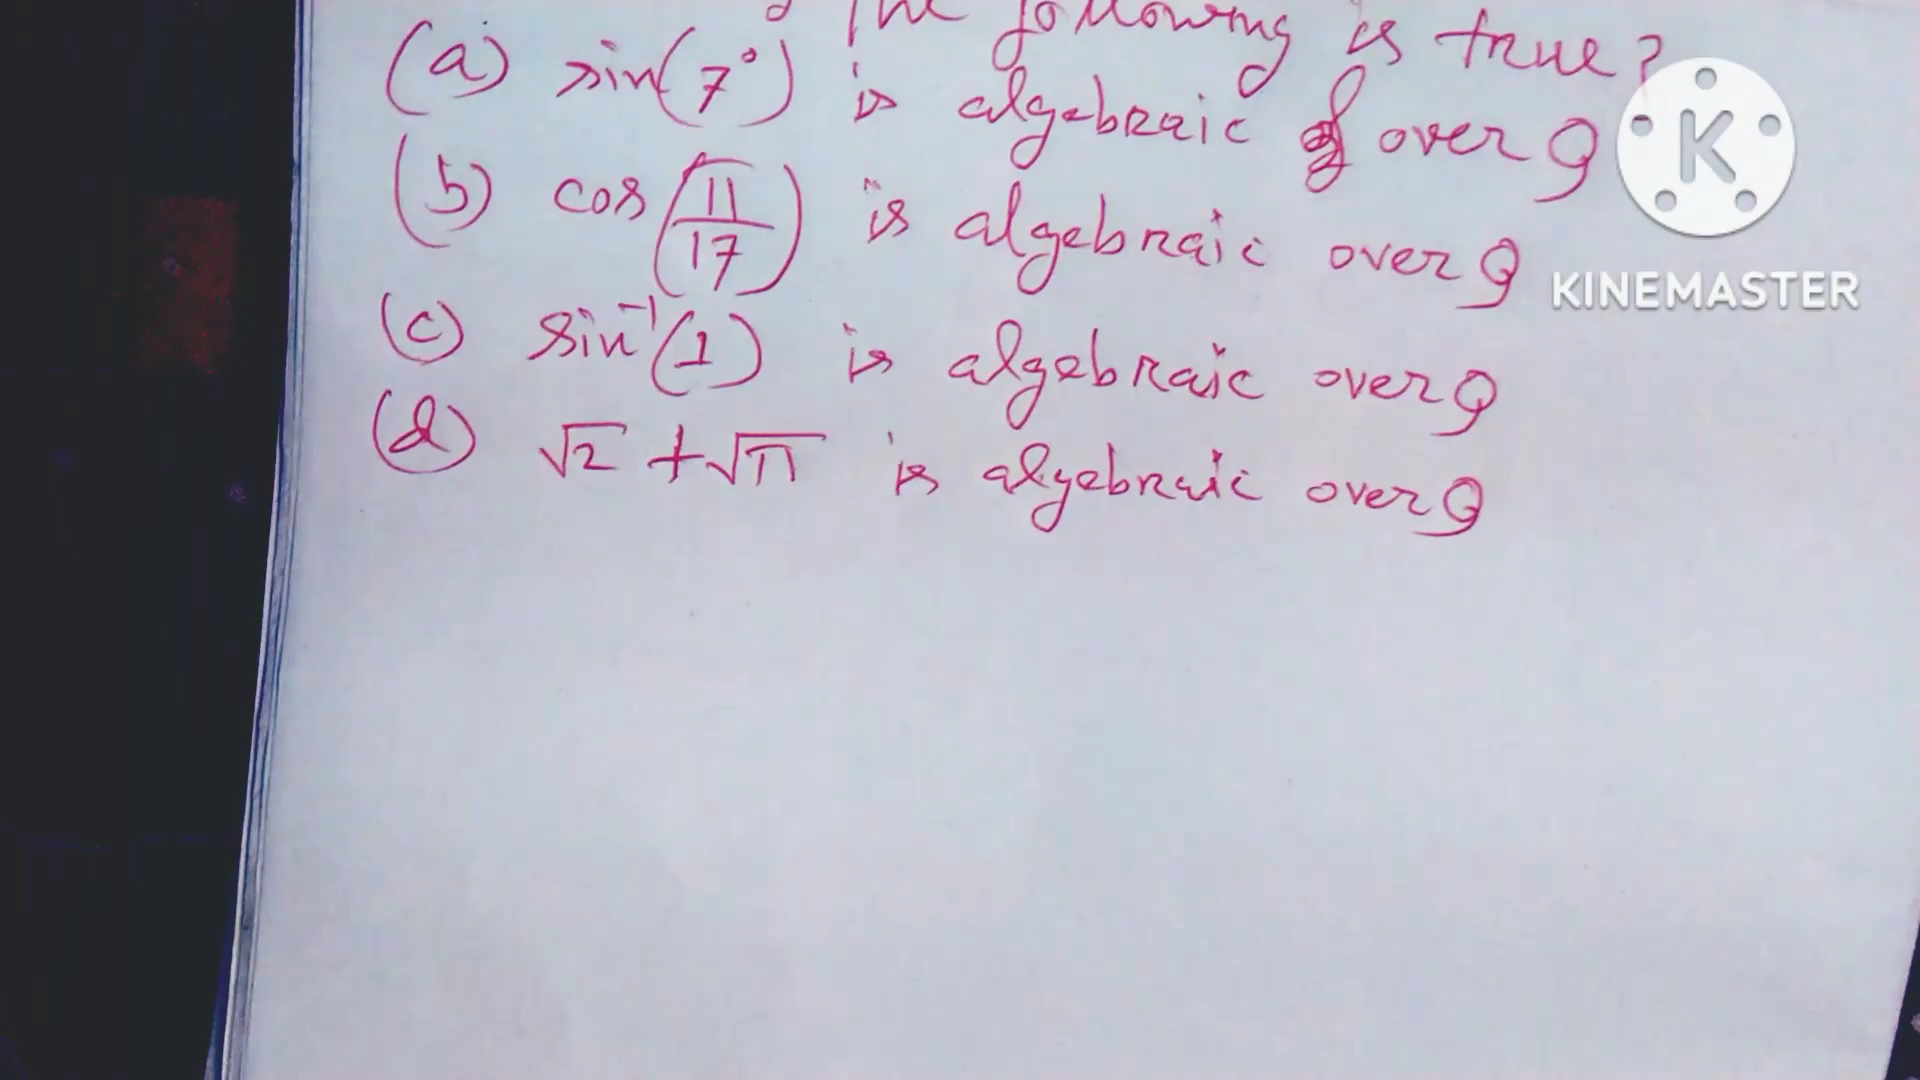 the following is true?
(a) sin(7°) is algebraic over Q
(b) cos(π/17) is algebraic over Q
(c) sin⁻¹(1) is algebraic over Q
(d) √2 + √π is algebraic over Q
K
KINEMASTER